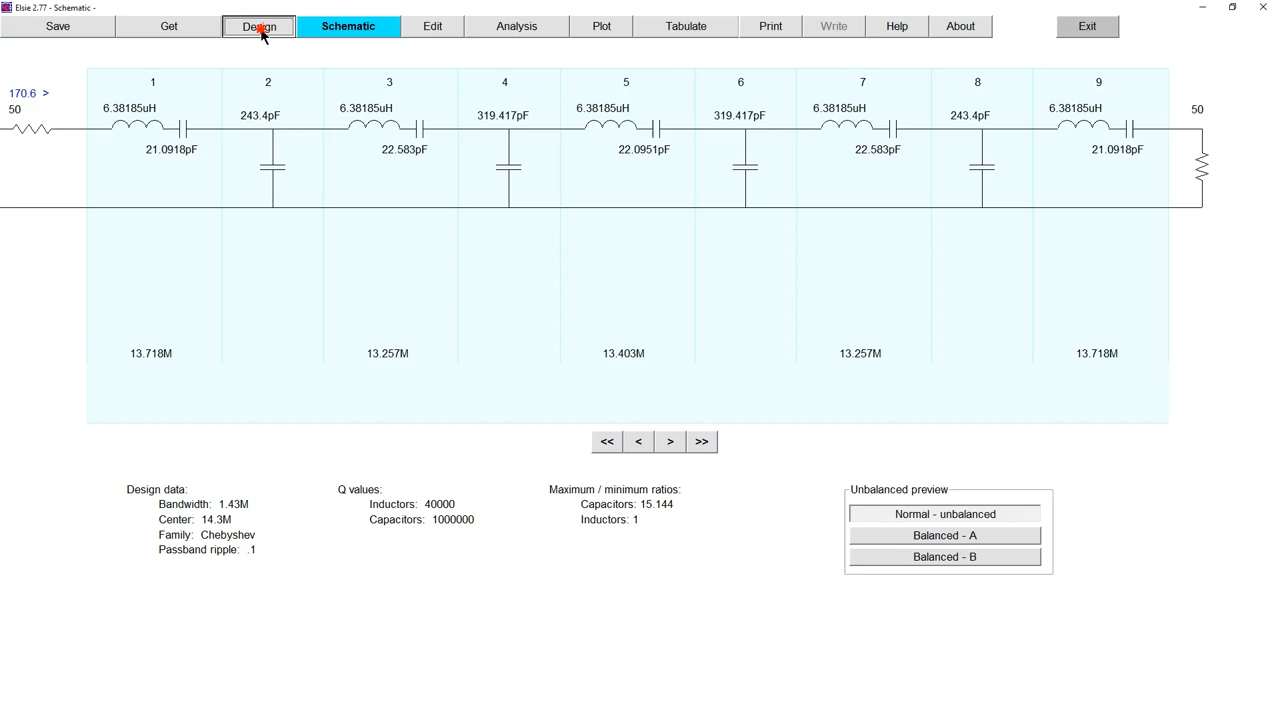 Elsie 2.77 - Schematic -
Save Get Design Schematic Edit Analysis Plot Tabulate Print Write Help About Exit
1 2 3 4 5 6 7 8 9
170.6 >
50 6.38185uH 243.4pF 6.38185uH 319.417pF 6.38185uH 319.417pF 6.38185uH 243.4pF 6.38185uH 50
21.0918pF 22.583pF 22.0951pF 22.583pF 21.0918pF
13.718M 13.257M 13.403M 13.257M 13.718M
<< < > >>
Design data:
Bandwidth: 1.43M
Center: 14.3M
Family: Chebyshev
Passband ripple: .1
Q values:
Inductors: 40000
Capacitors: 1000000
Maximum / minimum ratios:
Capacitors: 15.144
Inductors: 1
Unbalanced preview
Normal - unbalanced
Balanced - A
Balanced - B